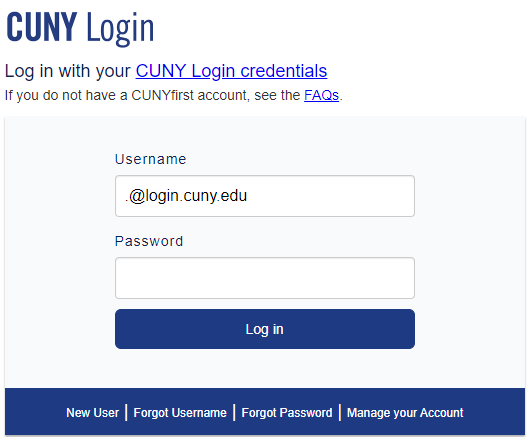 CUNY Login
Log in with your CUNY Login credentials
If you do not have a CUNYfirst account, see the FAQs.
Username
.@login.cuny.edu
Password
Log in
New User | Forgot Username | Forgot Password | Manage your Account